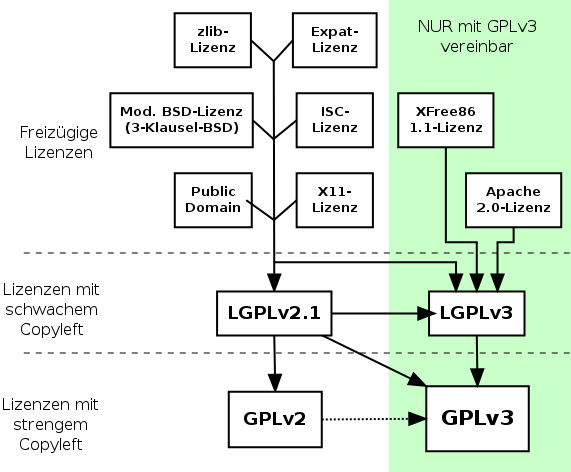 zlib-
Lizenz
Expat-
Lizenz
NUR mit GPLv3
vereinbar
Freizügige
Lizenzen
Mod. BSD-Lizenz
(3-Klausel-BSD)
ISC-
Lizenz
XFree86
1.1-Lizenz
Public
Domain
X11-
Lizenz
Apache
2.0-Lizenz
Lizenzen mit
schwachem
Copyleft
LGPLv2.1
LGPLv3
Lizenzen mit
strengem
Copyleft
GPLv2
GPLv3